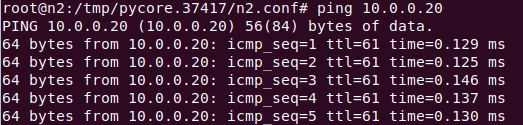 root@n2:/tmp/pycore.37417/n2.conf# ping 10.0.0.20
PING 10.0.0.20 (10.0.0.20) 56(84) bytes of data.
64 bytes from 10.0.0.20: icmp_seq=1 ttl=61 time=0.129 ms
64 bytes from 10.0.0.20: icmp_seq=2 ttl=61 time=0.125 ms
64 bytes from 10.0.0.20: icmp_seq=3 ttl=61 time=0.146 ms
64 bytes from 10.0.0.20: icmp_seq=4 ttl=61 time=0.137 ms
64 bytes from 10.0.0.20: icmp_seq=5 ttl=61 time=0.130 ms